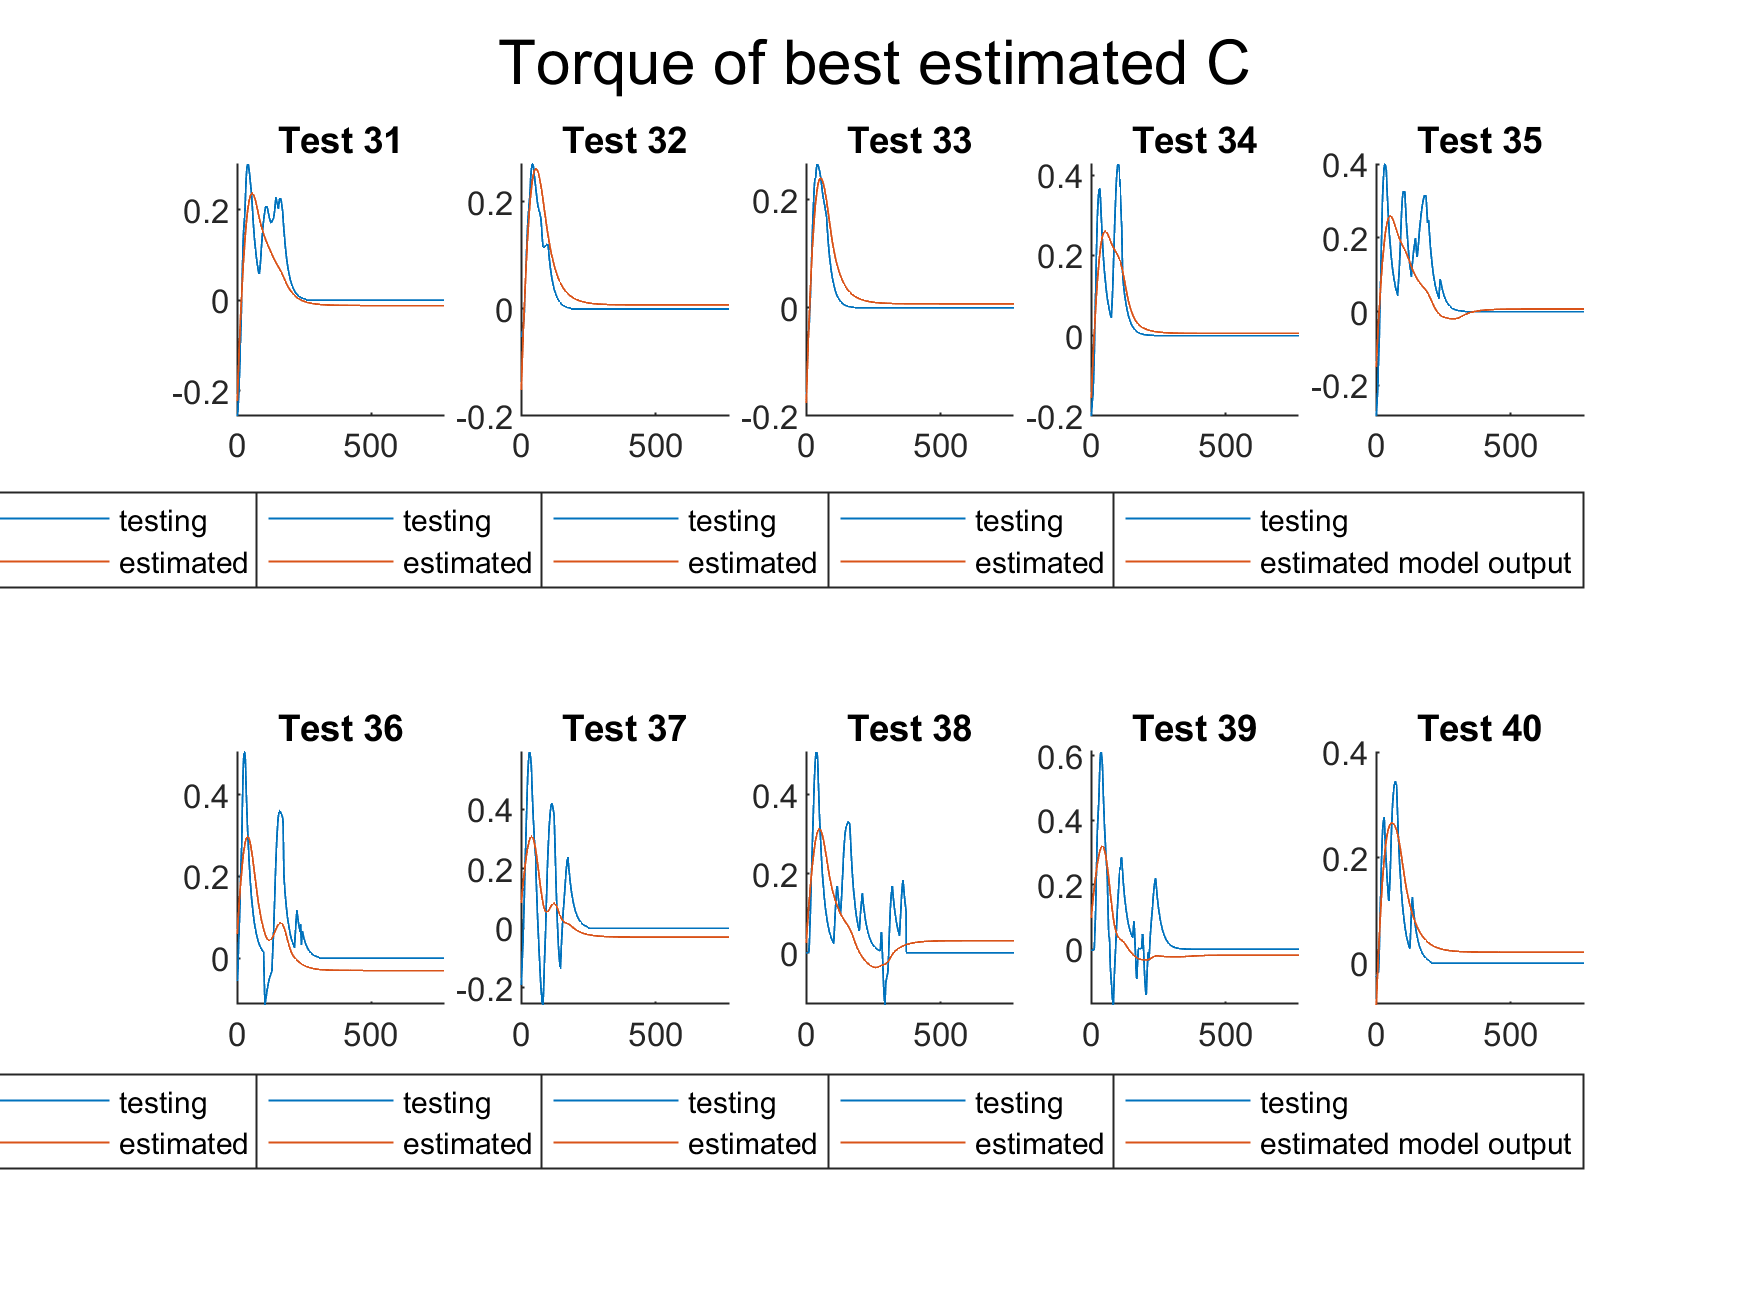 Torque of best estimated C
Test 31 Test 32 Test 33 Test 34 Test 35
0.2 0 -0.2 0 500
0.2 0 -0.2 0 500
0.2 0 -0.2 0 500
0.4 0.2 0 -0.2 0 500
0.4 0.2 0 -0.2 0 500
testing testing testing testing testing
estimated estimated estimated estimated estimated model output
Test 36 Test 37 Test 38 Test 39 Test 40
0.4 0.2 0 0 500
0.4 0.2 0 -0.2 0 500
0.4 0.2 0 0 500
0.6 0.4 0.2 0 0 500
0.4 0.2 0 0 500
testing testing testing testing testing
estimated estimated estimated estimated estimated model output